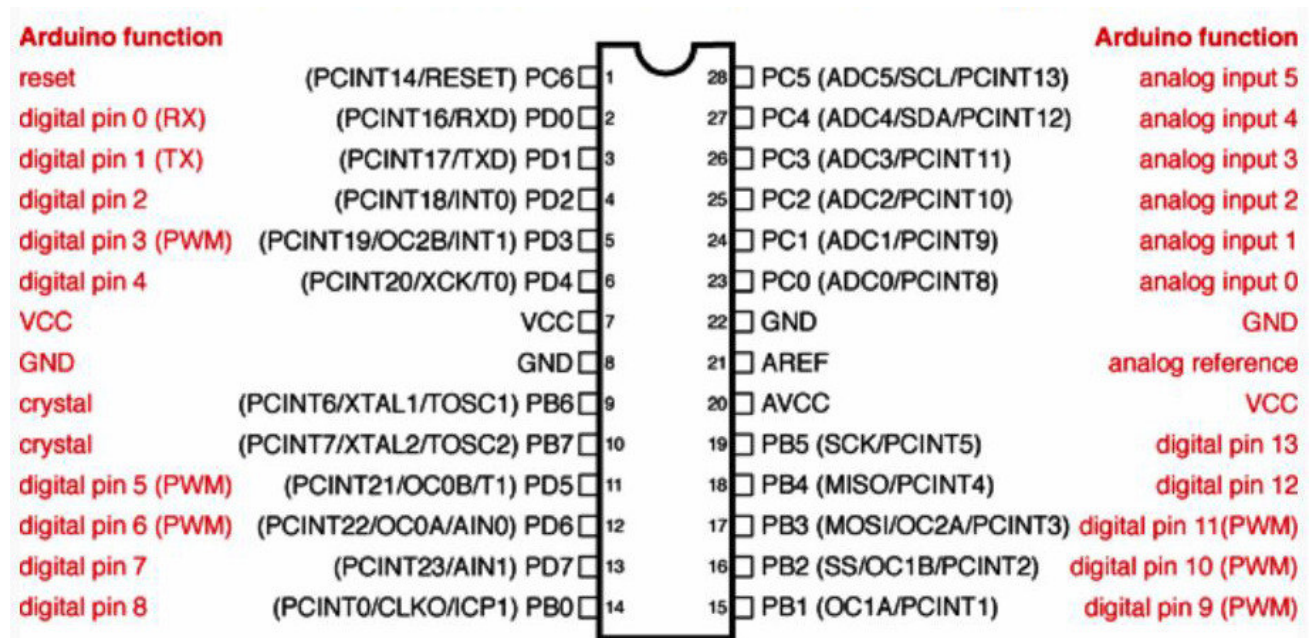 Arduino function Arduino function
reset (PCINT14/RESET) PC6 1 28 PC5 (ADC5/SCL/PCINT13) analog input 5
digital pin 0 (RX) (PCINT16/RXD) PD0 2 27 PC4 (ADC4/SDA/PCINT12) analog input 4
digital pin 1 (TX) (PCINT17/TXD) PD1 3 26 PC3 (ADC3/PCINT11) analog input 3
digital pin 2 (PCINT18/INT0) PD2 4 25 PC2 (ADC2/PCINT10) analog input 2
digital pin 3 (PWM) (PCINT19/OC2B/INT1) PD3 5 24 PC1 (ADC1/PCINT9) analog input 1
digital pin 4 (PCINT20/XCK/T0) PD4 6 23 PC0 (ADC0/PCINT8) analog input 0
VCC VCC 7 22 GND GND
GND GND 8 21 AREF analog reference
crystal (PCINT6/XTAL1/TOSC1) PB6 9 20 AVCC VCC
crystal (PCINT7/XTAL2/TOSC2) PB7 10 19 PB5 (SCK/PCINT5) digital pin 13
digital pin 5 (PWM) (PCINT21/OC0B/T1) PD5 11 18 PB4 (MISO/PCINT4) digital pin 12
digital pin 6 (PWM) (PCINT22/OC0A/AIN0) PD6 12 17 PB3 (MOSI/OC2A/PCINT3) digital pin 11(PWM)
digital pin 7 (PCINT23/AIN1) PD7 13 16 PB2 (SS/OC1B/PCINT2) digital pin 10 (PWM)
digital pin 8 (PCINT0/CLKO/ICP1) PB0 14 15 PB1 (OC1A/PCINT1) digital pin 9 (PWM)